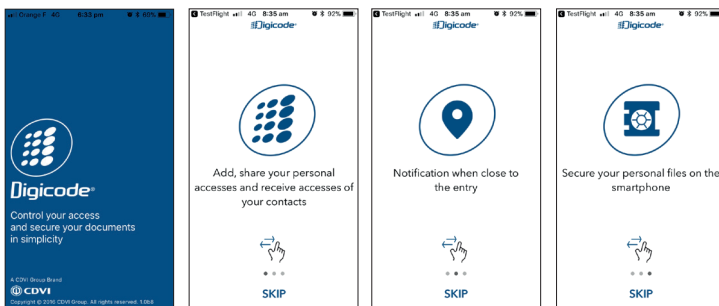 Orange F 4G 6:33 pm 65%
Digicode®
Control your access
and secure your documents
in simplicity
A CDVI Group Brand
CDVI
Copyright © 2016 CDVI Group. All rights reserved. 1.06.6
TestFlight 4G 8:35 am 92%
Digicode®
Add, share your personal
accesses and receive accesses of
your contacts
SKIP
TestFlight 4G 8:35 am 92%
Digicode®
Notification when close to
the entry
SKIP
TestFlight 4G 8:35 am 92%
Digicode®
Secure your personal files on the
smartphone
SKIP